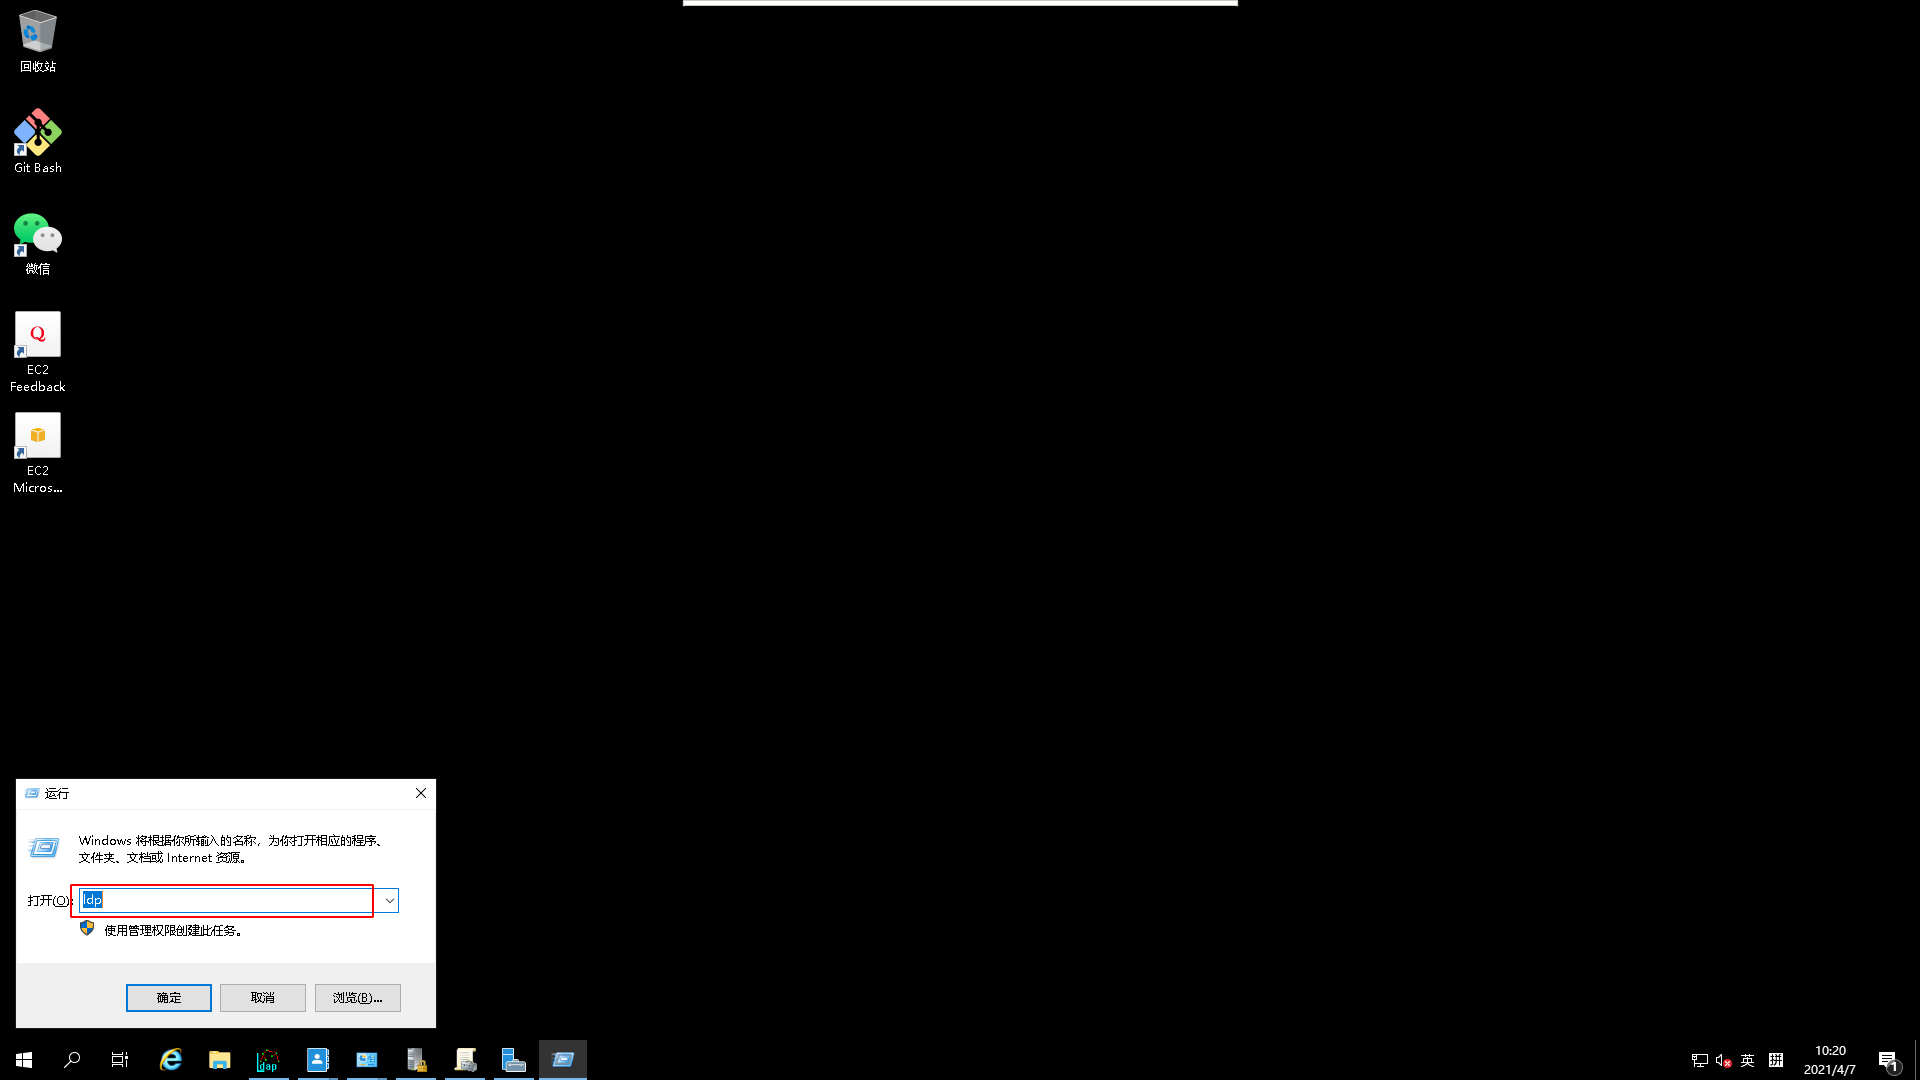 回收站
Git Bash
微信
Q
EC2
Feedback
EC2
Micros...
运行
Windows 将根据你所输入的名称，为你打开相应的程序、
文件夹、文档或 Internet 资源。
打开(O):
ldp
使用管理权限创建此任务。
确定
取消
浏览(B)...
dap
英
拼
10:20
2021/4/7
1